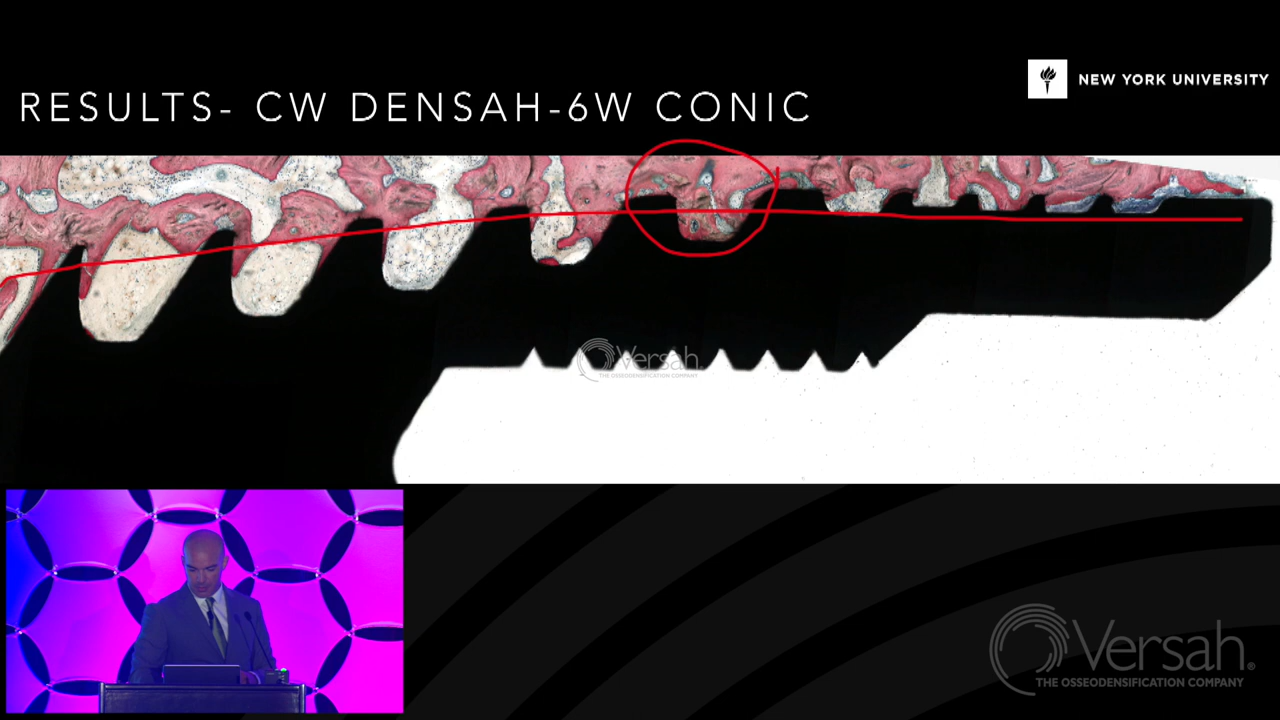 NEW YORK UNIVERSITY
RESULTS- CW DENSAH-6W CONIC
Versah
THE OSSEODENSIFICATION COMPANY
Versah®
THE OSSEODENSIFICATION COMPANY